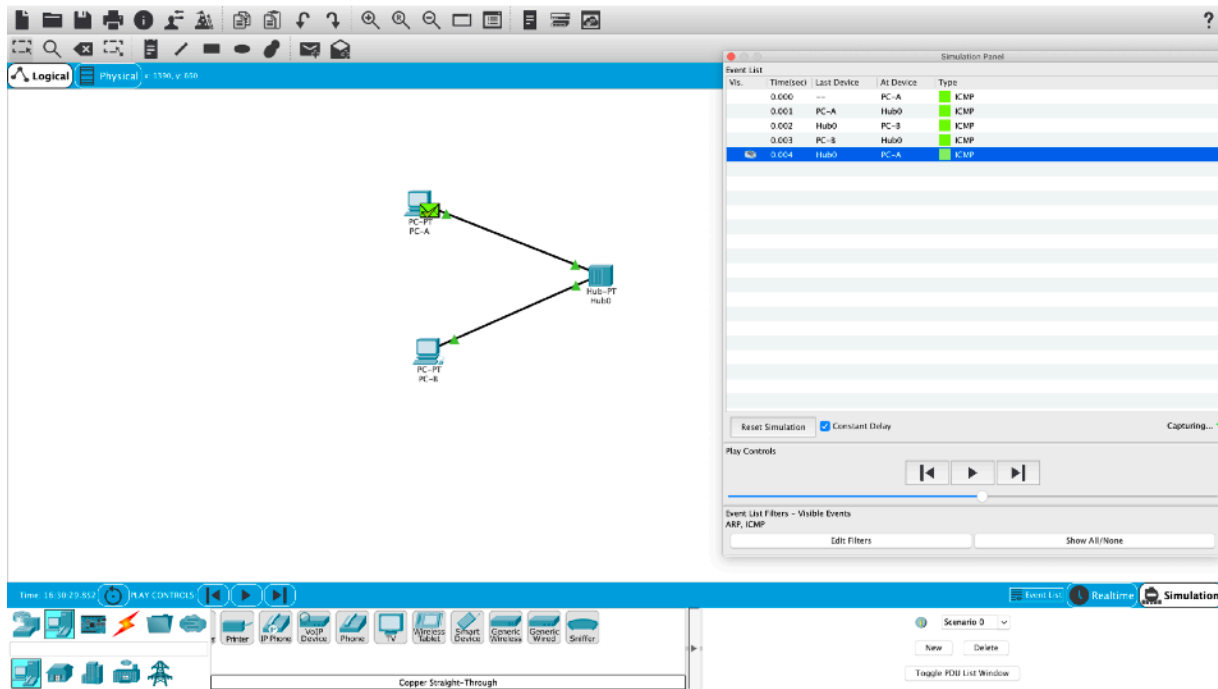 ?
Logical
Physical x: 1390, y: 650
Simulation Panel
Event List
Vis. Time(sec) Last Device At Device Type
0.000 -- PC-A ICMP
0.001 PC-A Hub0 ICMP
0.002 Hub0 PC-B ICMP
0.003 PC-B Hub0 ICMP
0.004 Hub0 PC-A ICMP
PC-PT
PC-A
Hub-PT
Hub0
PC-PT
PC-B
Reset Simulation Constant Delay Capturing...
Play Controls
Event List Filters - Visible Events
ARP, ICMP
Edit Filters Show All/None
Time: 16:30:29.852 PLAY CONTROLS: Event List Realtime Simulation
Printer IP Phone VoIP Device Phone TV Wireless Tablet Smart Device Generic Wireless Generic Wired Sniffer
Copper Straight-Through
Scenario 0
New Delete
Toggle PDU List Window